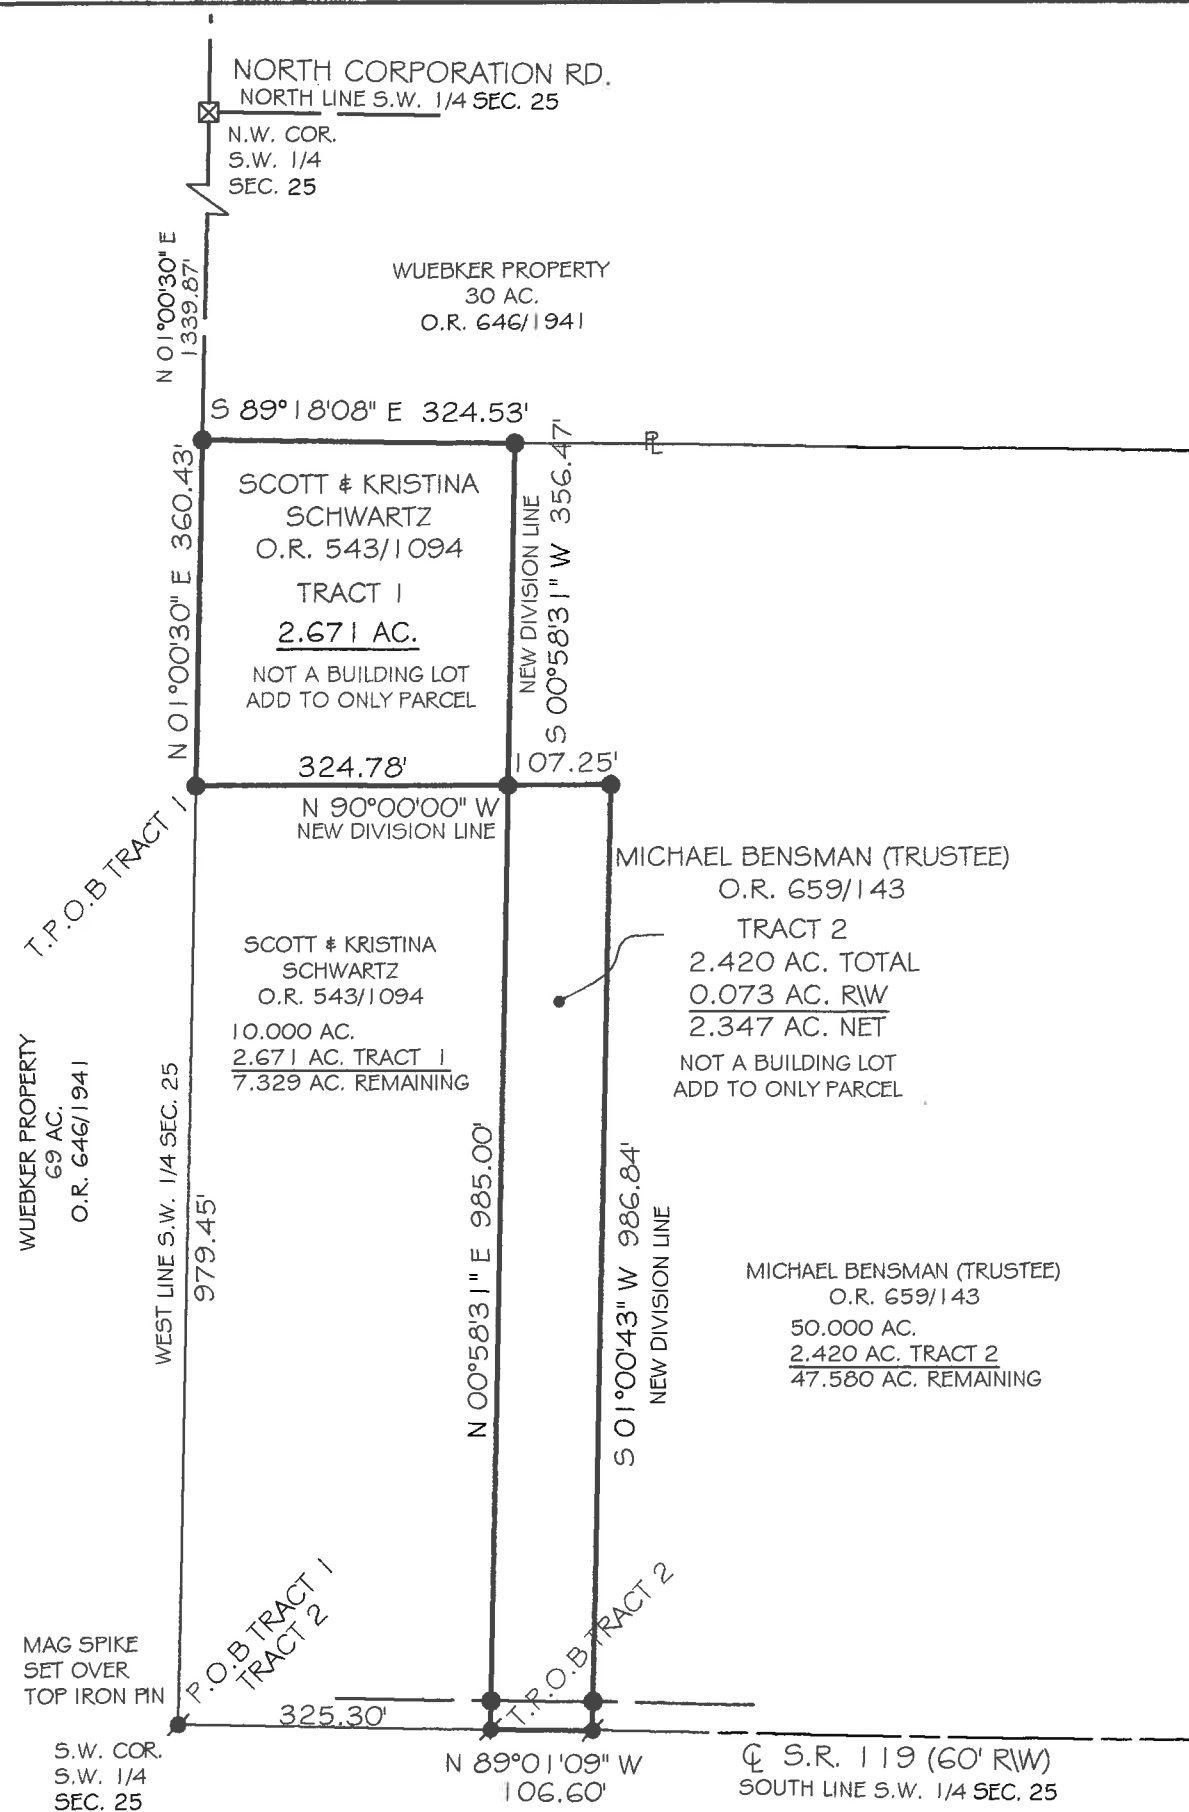 NORTH CORPORATION RD.
NORTH LINE S.W. 1/4 SEC. 25
N.W. COR.
S.W. 1/4
SEC. 25
N 01°00'30" E
1339.87'
WUEBKER PROPERTY
30 AC.
O.R. 646/1941
S 89°18'08" E 324.53'
PL
N 01°00'30" E 360.43'
SCOTT & KRISTINA
SCHWARTZ
O.R. 543/1094
TRACT 1
2.671 AC.
NOT A BUILDING LOT
ADD TO ONLY PARCEL
NEW DIVISION LINE
S 00°58'31" W 356.47'
324.78'
107.25'
N 90°00'00" W
NEW DIVISION LINE
T.P.O.B TRACT 1
MICHAEL BENSMAN (TRUSTEE)
O.R. 659/143
TRACT 2
2.420 AC. TOTAL
0.073 AC. R\W
2.347 AC. NET
NOT A BUILDING LOT
ADD TO ONLY PARCEL
SCOTT & KRISTINA
SCHWARTZ
O.R. 543/1094
10.000 AC.
2.671 AC. TRACT 1
7.329 AC. REMAINING
WUEBKER PROPERTY
69 AC.
O.R. 646/1941
WEST LINE S.W. 1/4 SEC. 25
979.45'
N 00°58'31" E 985.00'
S 01°00'43" W 986.84'
NEW DIVISION LINE
MICHAEL BENSMAN (TRUSTEE)
O.R. 659/143
50.000 AC.
2.420 AC. TRACT 2
47.580 AC. REMAINING
P.O.B TRACT 1
TRACT 2
T.P.O.B TRACT 2
MAG SPIKE
SET OVER
TOP IRON PIN
325.30'
S.W. COR.
S.W. 1/4
SEC. 25
N 89°01'09" W
106.60'
CL S.R. 119 (60' R\W)
SOUTH LINE S.W. 1/4 SEC. 25